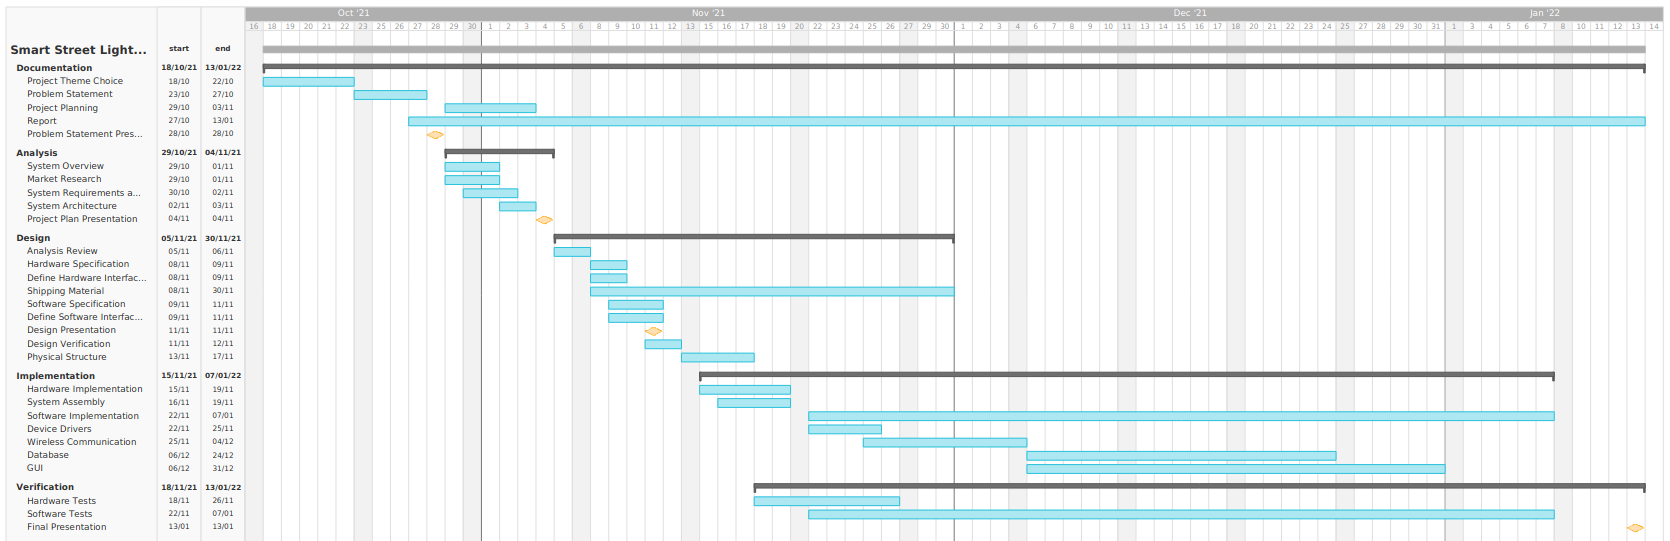 Oct '21 Nov '21 Dec '21 Jan '22
16 18 19 20 21 22 23 25 26 27 28 29 30 1 2 3 4 5 6 8 9 10 11 12 13 15 16 17 18 19 20 22 23 24 25 26 27 29 30 1 2 3 4 6 7 8 9 10 11 13 14 15 16 17 18 20 21 22 23 24 25 27 28 29 30 31 1 3 4 5 6 7 8 10 11 12 13 14
Smart Street Light... start end
Documentation 18/10/21 13/01/22
Project Theme Choice 18/10 22/10
Problem Statement 23/10 27/10
Project Planning 29/10 03/11
Report 27/10 13/01
Problem Statement Pres... 28/10 28/10
Analysis 29/10/21 04/11/21
System Overview 29/10 01/11
Market Research 29/10 01/11
System Requirements a... 30/10 02/11
System Architecture 02/11 03/11
Project Plan Presentation 04/11 04/11
Design 05/11/21 30/11/21
Analysis Review 05/11 06/11
Hardware Specification 08/11 09/11
Define Hardware Interfac... 08/11 09/11
Shipping Material 08/11 30/11
Software Specification 09/11 11/11
Define Software Interfac... 09/11 11/11
Design Presentation 11/11 11/11
Design Verification 11/11 12/11
Physical Structure 13/11 17/11
Implementation 15/11/21 07/01/22
Hardware Implementation 15/11 19/11
System Assembly 16/11 19/11
Software Implementation 22/11 07/01
Device Drivers 22/11 25/11
Wireless Communication 25/11 04/12
Database 06/12 24/12
GUI 06/12 31/12
Verification 18/11/21 13/01/22
Hardware Tests 18/11 26/11
Software Tests 22/11 07/01
Final Presentation 13/01 13/01